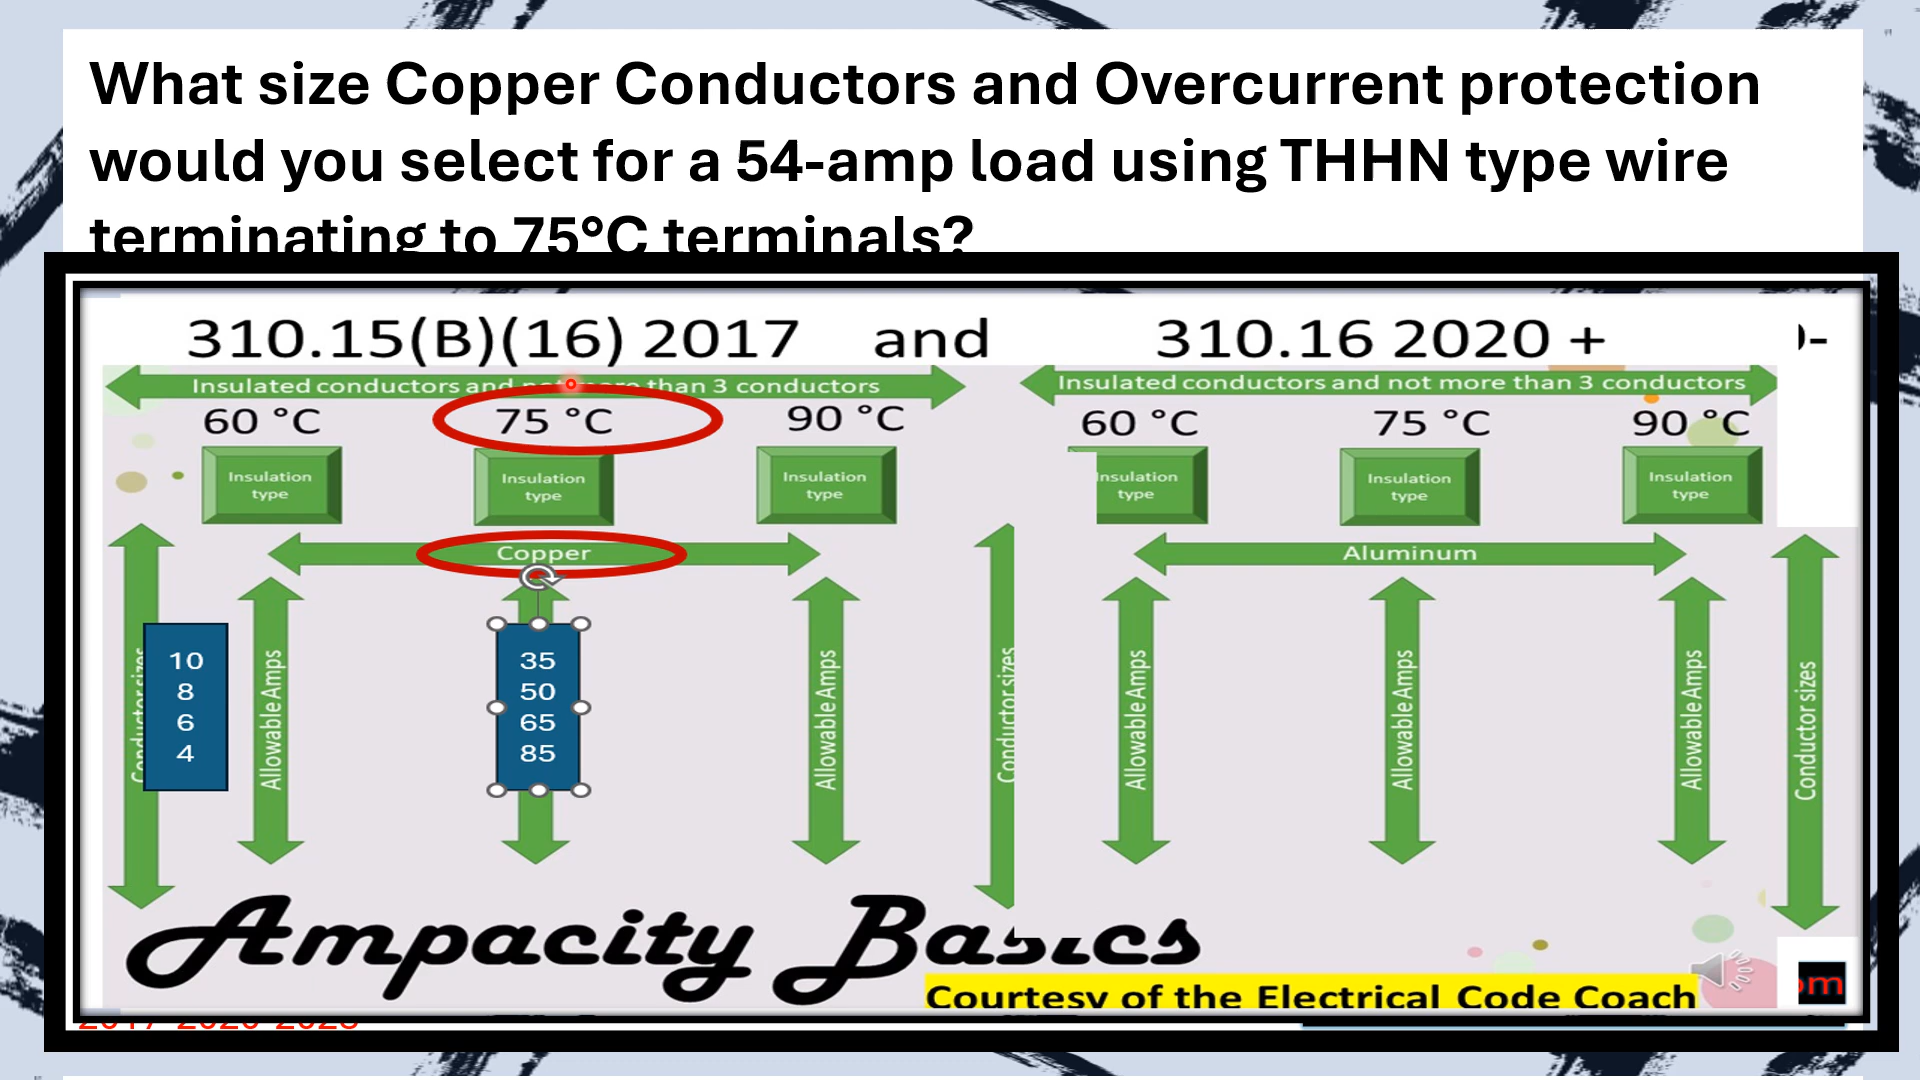 What size Copper Conductors and Overcurrent protection
would you select for a 54-amp load using THHN type wire
terminating to 75°C terminals?
310.15(B)(16) 2017 and 310.16 2020 +
Insulated conductors and not more than 3 conductors
Insulated conductors and not more than 3 conductors
60 °C 75 °C 90 °C 60 °C 75 °C 90 °C
Insulation
type
Insulation
type
Insulation
type
Insulation
type
Insulation
type
Insulation
type
Copper
Aluminum
Conductor sizes
10
8
6
4
Allowable Amps
35
50
65
85
Allowable Amps
Conductor sizes
Allowable Amps
Allowable Amps
Allowable Amps
Conductor sizes
Ampacity Basics
Courtesy of the Electrical Code Coach
om
2017-2020-2023